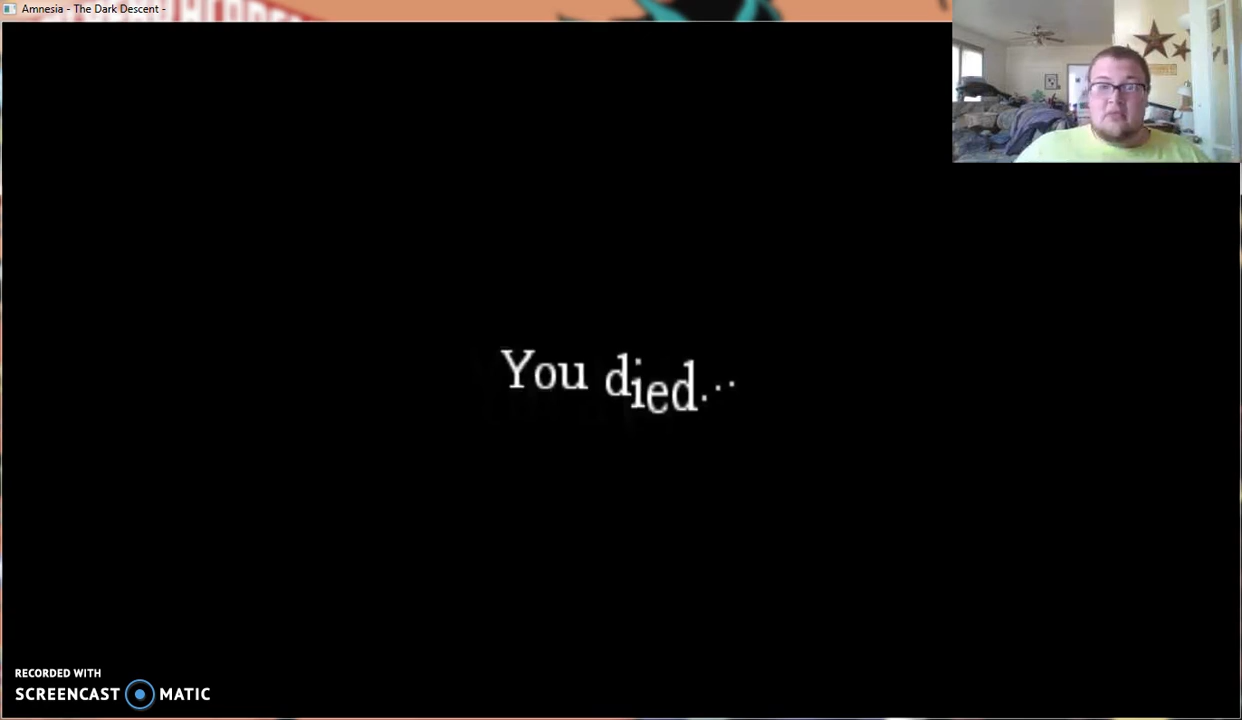 Amnesia - The Dark Descent -
You died...
RECORDED WITH
SCREENCAST MATIC